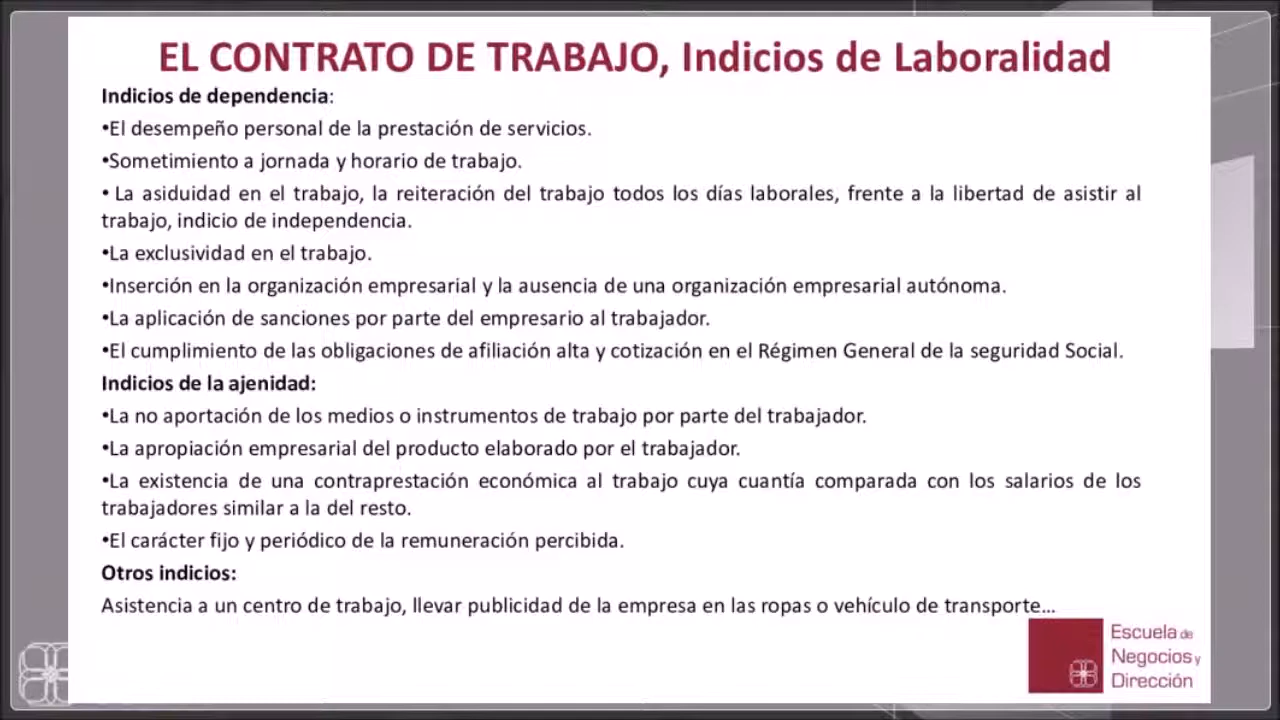 EL CONTRATO DE TRABAJO, Indicios de Laboralidad
Indicios de dependencia:
•El desempeño personal de la prestación de servicios.
•Sometimiento a jornada y horario de trabajo.
• La asiduidad en el trabajo, la reiteración del trabajo todos los días laborales, frente a la libertad de asistir al
trabajo, indicio de independencia.
•La exclusividad en el trabajo.
•Inserción en la organización empresarial y la ausencia de una organización empresarial autónoma.
•La aplicación de sanciones por parte del empresario al trabajador.
•El cumplimiento de las obligaciones de afiliación alta y cotización en el Régimen General de la seguridad Social.
Indicios de la ajenidad:
•La no aportación de los medios o instrumentos de trabajo por parte del trabajador.
•La apropiación empresarial del producto elaborado por el trabajador.
•La existencia de una contraprestación económica al trabajo cuya cuantía comparada con los salarios de los
trabajadores similar a la del resto.
•El carácter fijo y periódico de la remuneración percibida.
Otros indicios:
Asistencia a un centro de trabajo, llevar publicidad de la empresa en las ropas o vehículo de transporte…
Escuela de
Negocios y
Dirección